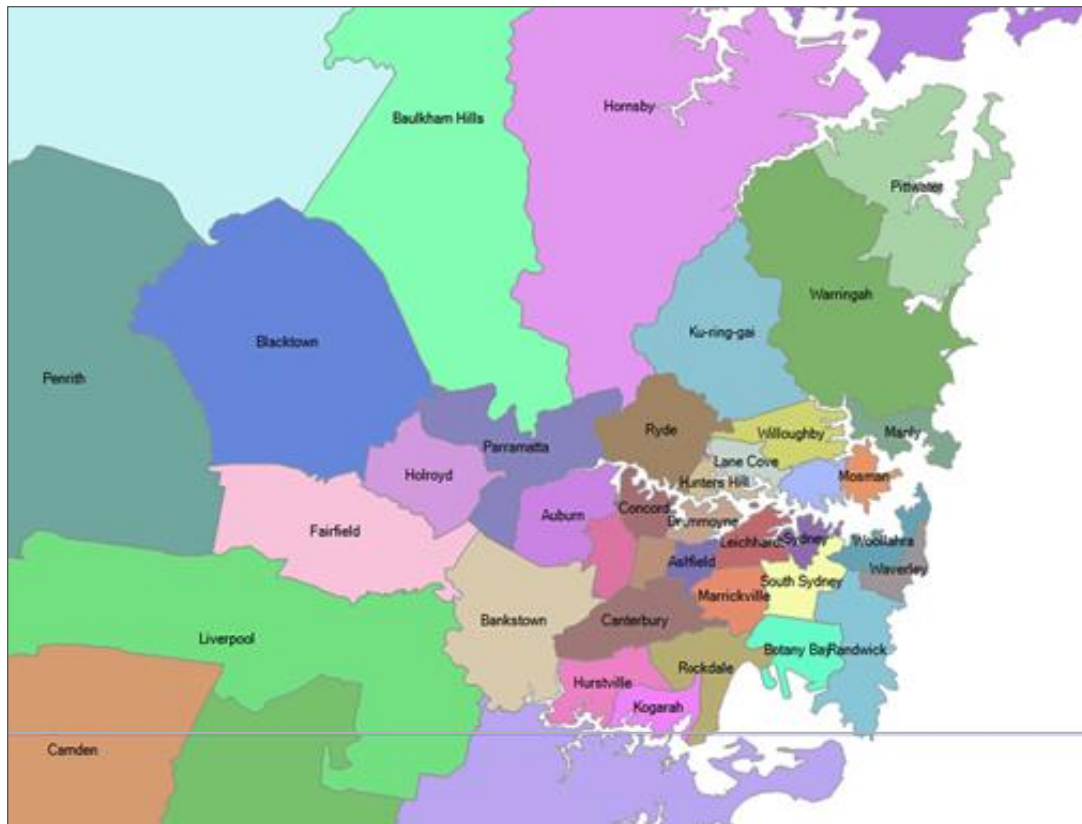 Hornsby
Baulkham Hills
Pittwater
Warringah
Ku-ring-gai
Blacktown
Penrith
Ryde
Willoughby
Manly
Parramatta
Lane Cove
Holroyd
Hunters Hill
Mosman
Concord
Auburn
Drummoyne
Fairfield
Leichhardt
Sydney
Woollahra
Ashfield
Waverley
South Sydney
Marrickville
Bankstown
Canterbury
Liverpool
Botany Bay
Randwick
Rockdale
Hurstville
Kogarah
Camden